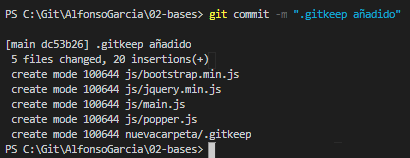 PS C:\Git\AlfonsoGarcia\02-bases> git commit -m ".gitkeep añadido"
[main dc53b26] .gitkeep añadido
 5 files changed, 20 insertions(+)
 create mode 100644 js/bootstrap.min.js
 create mode 100644 js/jquery.min.js
 create mode 100644 js/main.js
 create mode 100644 js/popper.js
 create mode 100644 nuevacarpeta/.gitkeep
PS C:\Git\AlfonsoGarcia\02-bases>